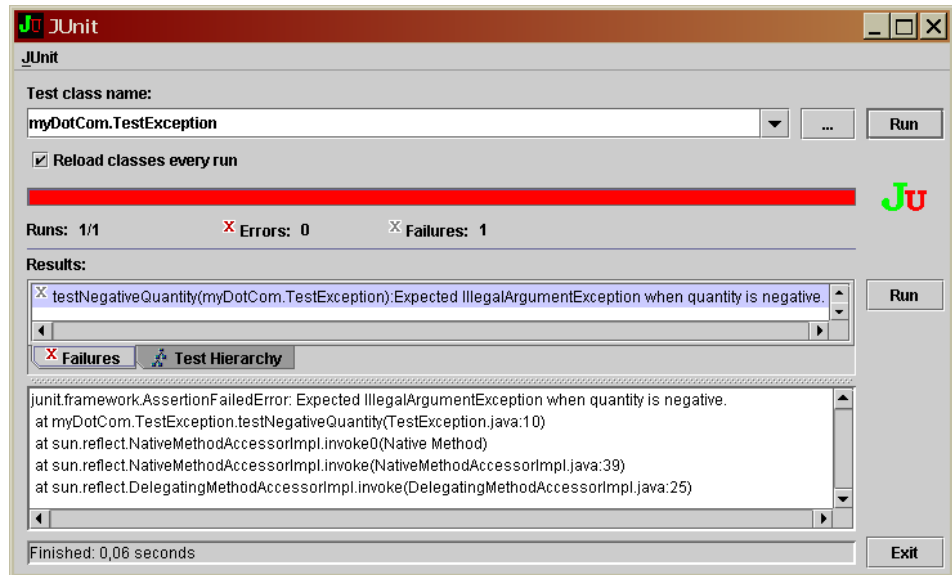 JU JUnit
JUnit
Test class name:
myDotCom.TestException
... Run
Reload classes every run
JU
Runs: 1/1 X Errors: 0 X Failures: 1
Results:
X testNegativeQuantity(myDotCom.TestException):Expected IllegalArgumentException when quantity is negative. Run
X Failures Test Hierarchy
junit.framework.AssertionFailedError: Expected IllegalArgumentException when quantity is negative.
at myDotCom.TestException.testNegativeQuantity(TestException.java:10)
at sun.reflect.NativeMethodAccessorImpl.invoke0(Native Method)
at sun.reflect.NativeMethodAccessorImpl.invoke(NativeMethodAccessorImpl.java:39)
at sun.reflect.DelegatingMethodAccessorImpl.invoke(DelegatingMethodAccessorImpl.java:25)
Finished: 0,06 seconds Exit